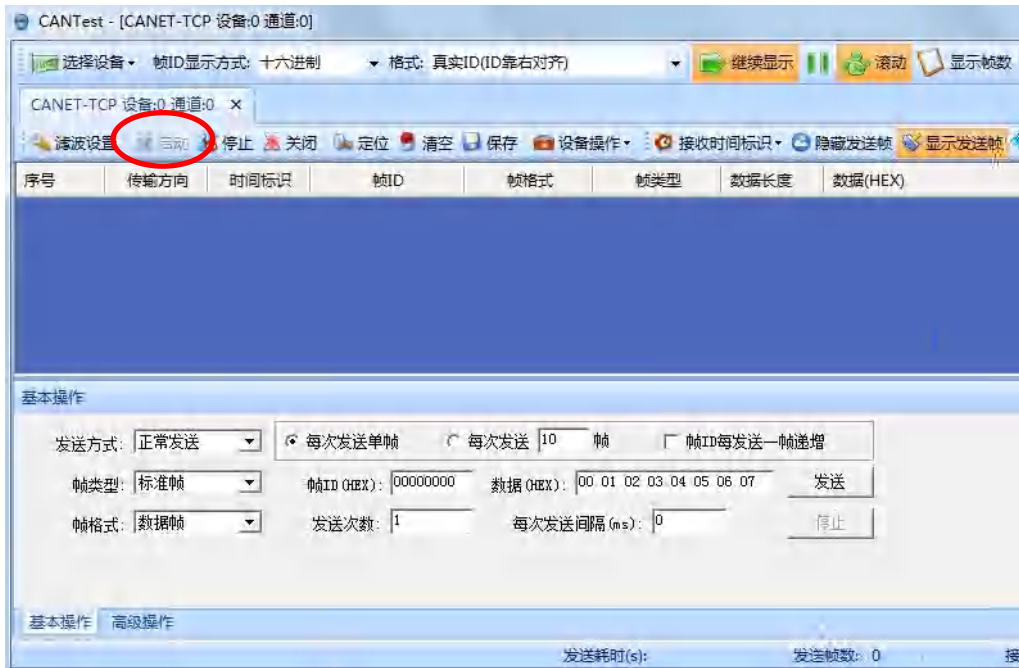 CANTest - [CANET-TCP 设备:0 通道:0]
选择设备 帧ID显示方式: 十六进制 格式: 真实ID(ID靠右对齐) 继续显示 滚动 显示帧数
CANET-TCP 设备:0 通道:0 ×
滤波设置 启动 停止 关闭 定位 清空 保存 设备操作 接收时间标识 隐藏发送帧 显示发送帧
序号 传输方向 时间标识 帧ID 帧格式 帧类型 数据长度 数据(HEX)
基本操作
发送方式: 正常发送 每次发送单帧 每次发送 10 帧 帧ID每发送一帧递增
帧类型: 标准帧 帧ID(HEX): 00000000 数据(HEX): 00 01 02 03 04 05 06 07 发送
帧格式: 数据帧 发送次数: 1 每次发送间隔(ms): 0 停止
基本操作 高级操作
发送耗时(s): 发送帧数: 0 接